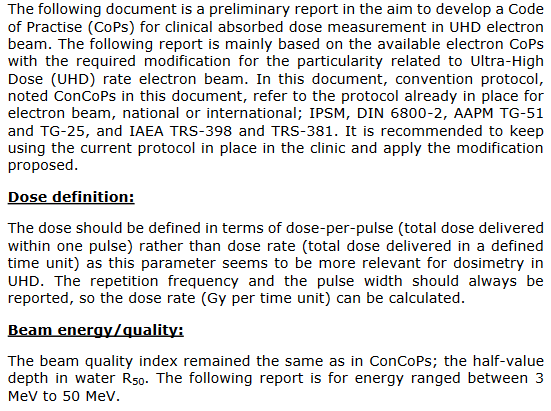 The following document is a preliminary report in the aim to develop a Code
of Practise (CoPs) for clinical absorbed dose measurement in UHD electron
beam. The following report is mainly based on the available electron CoPs
with the required modification for the particularity related to Ultra-High
Dose (UHD) rate electron beam. In this document, convention protocol,
noted ConCoPs in this document, refer to the protocol already in place for
electron beam, national or international; IPSM, DIN 6800-2, AAPM TG-51
and TG-25, and IAEA TRS-398 and TRS-381. It is recommended to keep
using the current protocol in place in the clinic and apply the modification
proposed.
Dose definition:
The dose should be defined in terms of dose-per-pulse (total dose delivered
within one pulse) rather than dose rate (total dose delivered in a defined
time unit) as this parameter seems to be more relevant for dosimetry in
UHD. The repetition frequency and the pulse width should always be
reported, so the dose rate (Gy per time unit) can be calculated.
Beam energy/quality:
The beam quality index remained the same as in ConCoPs; the half-value
depth in water R50. The following report is for energy ranged between 3
MeV to 50 MeV.